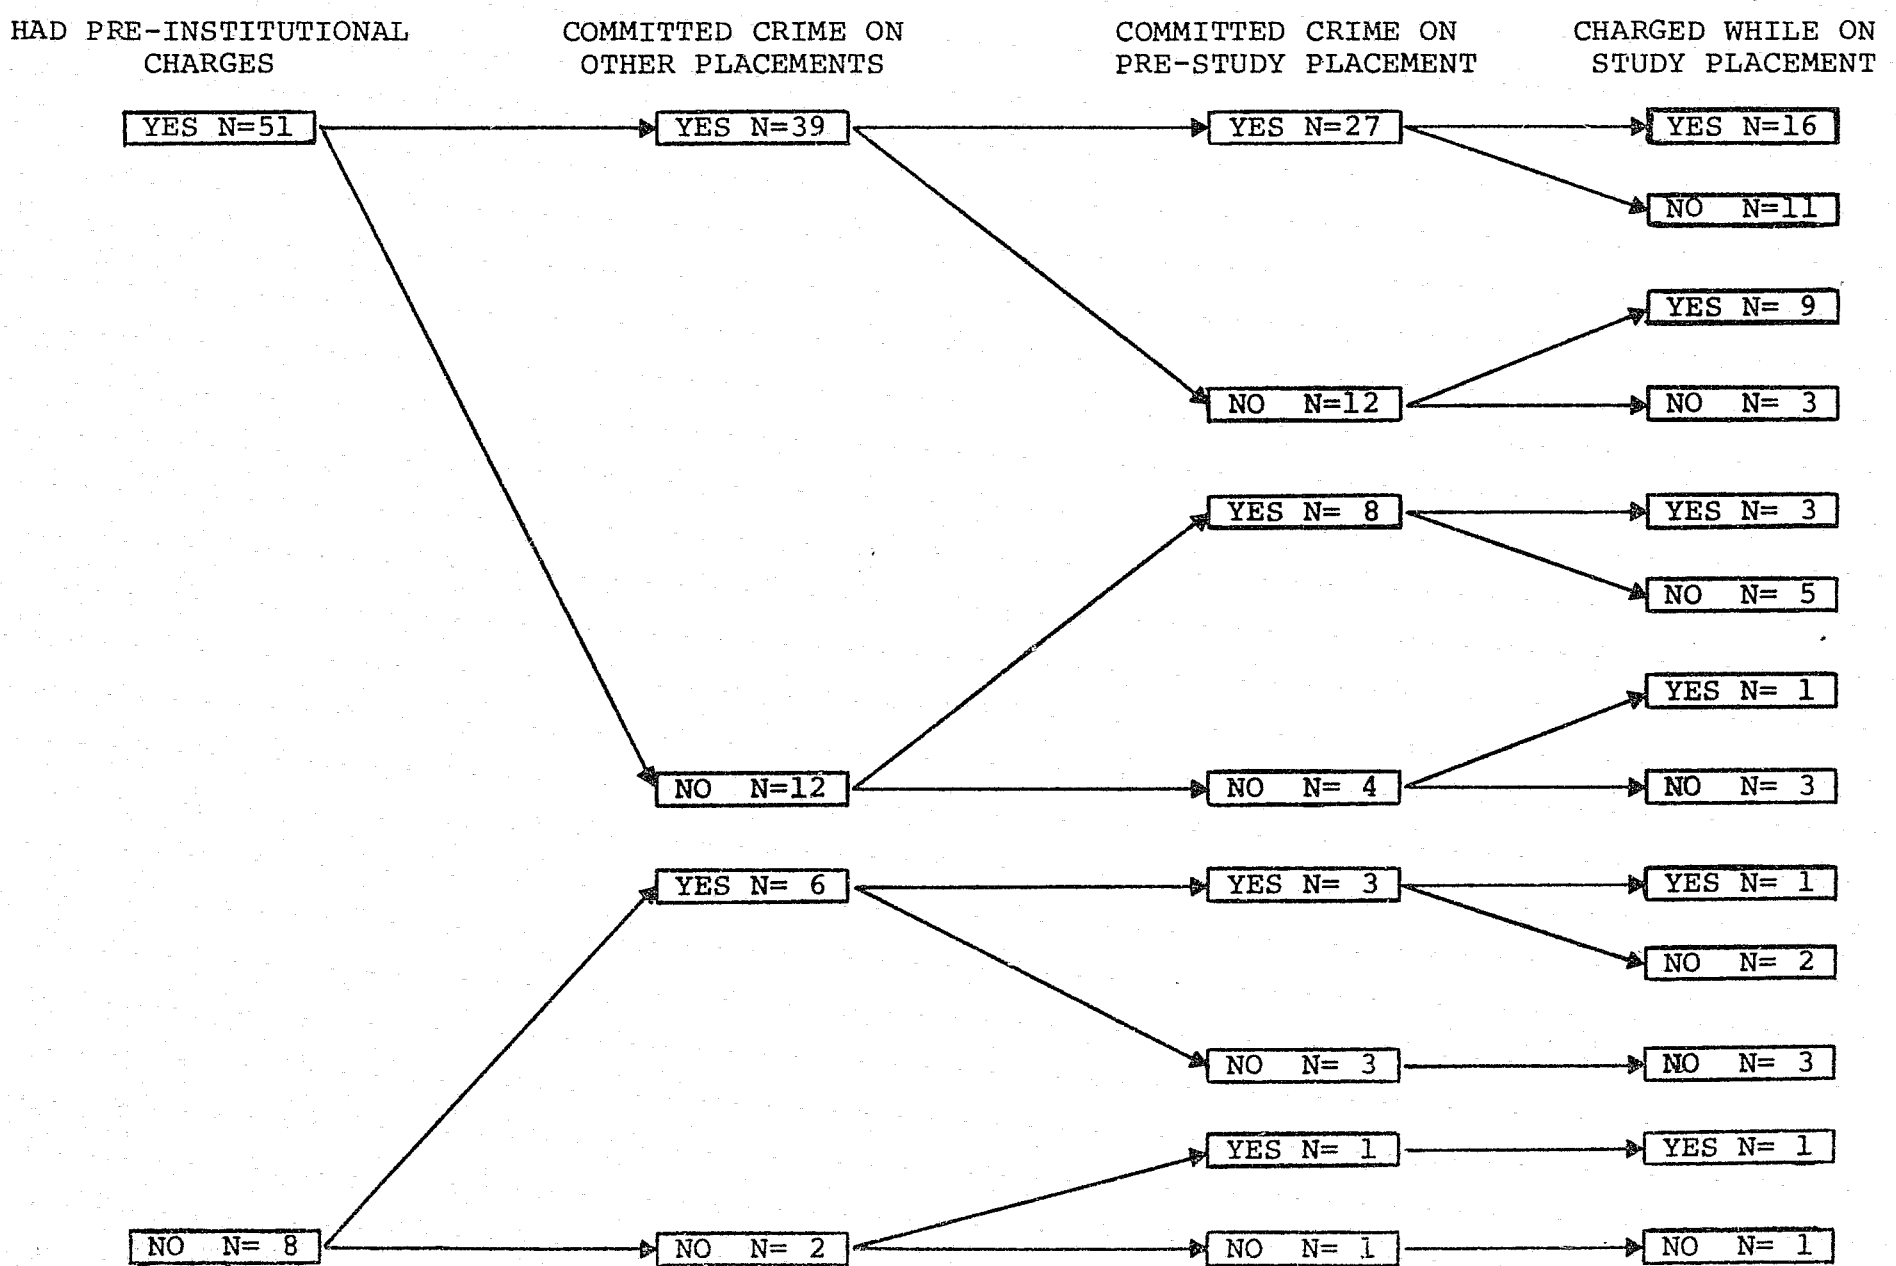 HAD PRE-INSTITUTIONAL
CHARGES
COMMITTED CRIME ON
OTHER PLACEMENTS
COMMITTED CRIME ON
PRE-STUDY PLACEMENT
CHARGED WHILE ON
STUDY PLACEMENT
YES N=51
YES N=39
YES N=27
YES N=16
NO N=11
YES N= 9
NO N=12
NO N= 3
YES N= 8
YES N= 3
NO N= 5
YES N= 1
NO N=12
NO N= 4
NO N= 3
YES N= 6
YES N= 3
YES N= 1
NO N= 2
NO N= 3
NO N= 3
YES N= 1
YES N= 1
NO N= 8
NO N= 2
NO N= 1
NO N= 1